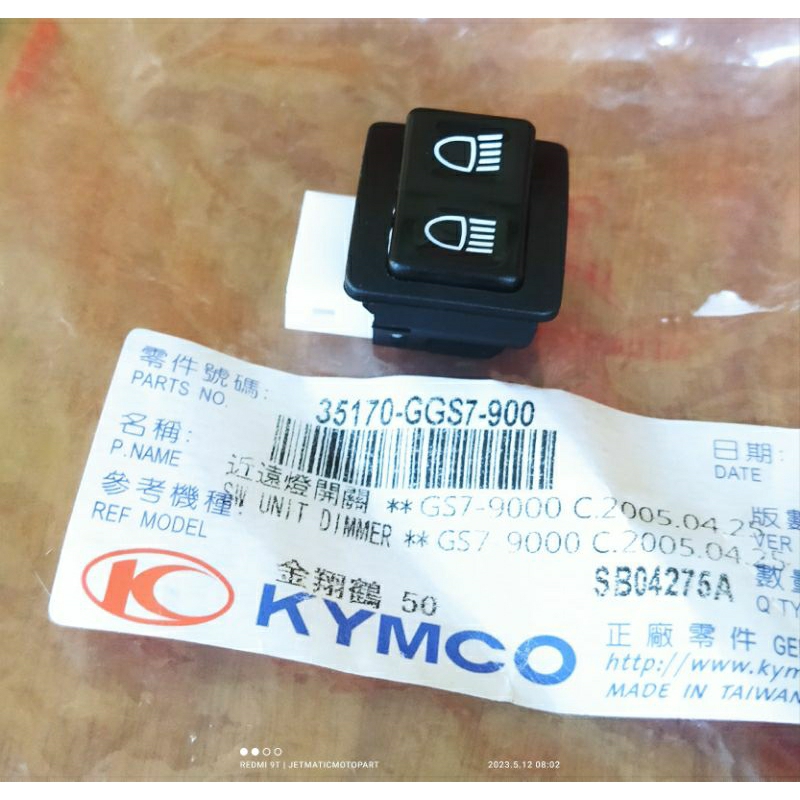 零件號碼:
PARTS NO.
35170-GGS7-900
日期:
DATE
名稱:
P.NAME
近遠燈開關 ** GS7-9000 C.2005.04.25
版數
VER
參考機種:
REF MODEL
SW UNIT DIMMER ** GS7-9000 C.2005.04.25
金翔鶴 50
SB04275A
數量
Q'TY
KYMCO
正廠零件 GE
http://www.kym
MADE IN TAIWAN
REDMI 9T | JETMATICMOTOPART
2023.5.12 08:02